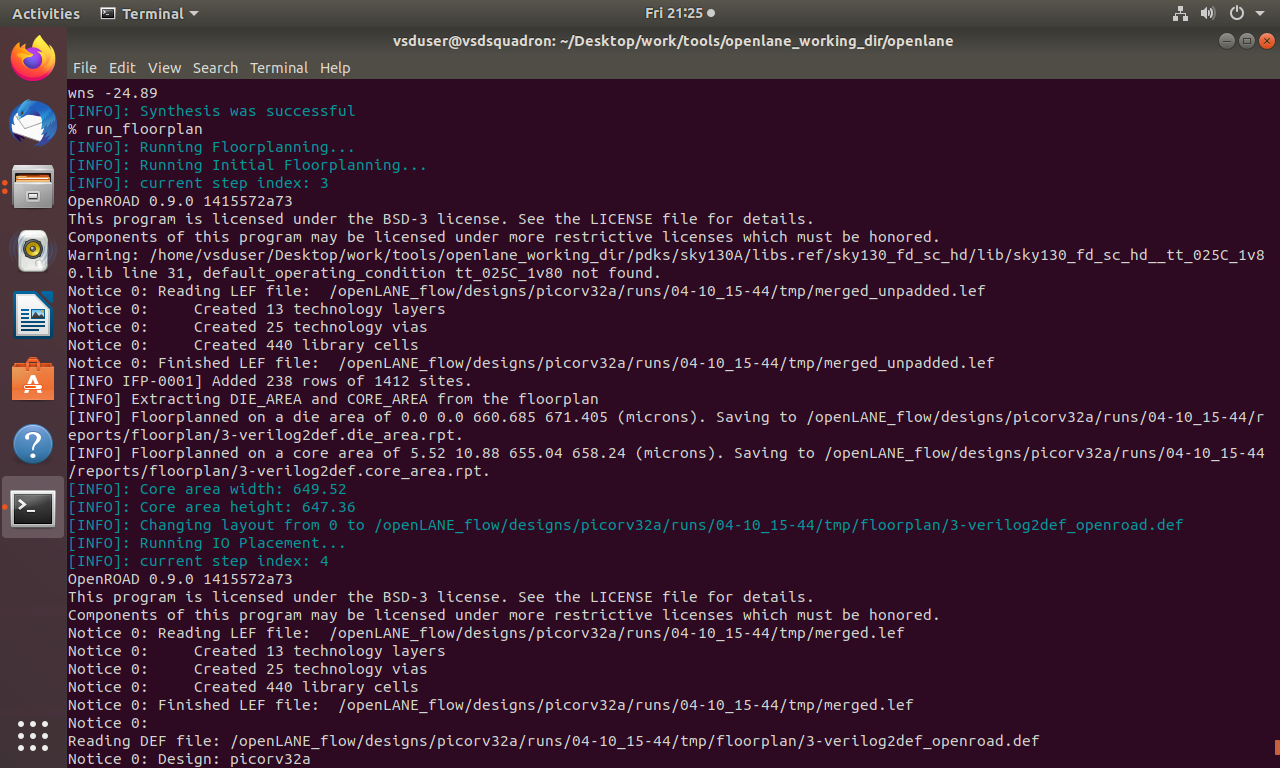 Activities Terminal Fri 21:25
vsduser@vsdsquadron: ~/Desktop/work/tools/openlane_working_dir/openlane
File Edit View Search Terminal Help
wns -24.89
[INFO]: Synthesis was successful
% run_floorplan
[INFO]: Running Floorplanning...
[INFO]: Running Initial Floorplanning...
[INFO]: current step index: 3
OpenROAD 0.9.0 1415572a73
This program is licensed under the BSD-3 license. See the LICENSE file for details.
Components of this program may be licensed under more restrictive licenses which must be honored.
Warning: /home/vsduser/Desktop/work/tools/openlane_working_dir/pdks/sky130A/libs.ref/sky130_fd_sc_hd/lib/sky130_fd_sc_hd__tt_025C_1v8
0.lib line 31, default_operating_condition tt_025C_1v80 not found.
Notice 0: Reading LEF file:  /openLANE_flow/designs/picorv32a/runs/04-10_15-44/tmp/merged_unpadded.lef
Notice 0:     Created 13 technology layers
Notice 0:     Created 25 technology vias
Notice 0:     Created 440 library cells
Notice 0: Finished LEF file:  /openLANE_flow/designs/picorv32a/runs/04-10_15-44/tmp/merged_unpadded.lef
[INFO IFP-0001] Added 238 rows of 1412 sites.
[INFO] Extracting DIE_AREA and CORE_AREA from the floorplan
[INFO] Floorplanned on a die area of 0.0 0.0 660.685 671.405 (microns). Saving to /openLANE_flow/designs/picorv32a/runs/04-10_15-44/r
eports/floorplan/3-verilog2def.die_area.rpt.
[INFO] Floorplanned on a core area of 5.52 10.88 655.04 658.24 (microns). Saving to /openLANE_flow/designs/picorv32a/runs/04-10_15-44
/reports/floorplan/3-verilog2def.core_area.rpt.
[INFO]: Core area width: 649.52
[INFO]: Core area height: 647.36
[INFO]: Changing layout from 0 to /openLANE_flow/designs/picorv32a/runs/04-10_15-44/tmp/floorplan/3-verilog2def_openroad.def
[INFO]: Running IO Placement...
[INFO]: current step index: 4
OpenROAD 0.9.0 1415572a73
This program is licensed under the BSD-3 license. See the LICENSE file for details.
Components of this program may be licensed under more restrictive licenses which must be honored.
Notice 0: Reading LEF file:  /openLANE_flow/designs/picorv32a/runs/04-10_15-44/tmp/merged.lef
Notice 0:     Created 13 technology layers
Notice 0:     Created 25 technology vias
Notice 0:     Created 440 library cells
Notice 0: Finished LEF file:  /openLANE_flow/designs/picorv32a/runs/04-10_15-44/tmp/merged.lef
Notice 0:
Reading DEF file: /openLANE_flow/designs/picorv32a/runs/04-10_15-44/tmp/floorplan/3-verilog2def_openroad.def
Notice 0: Design: picorv32a